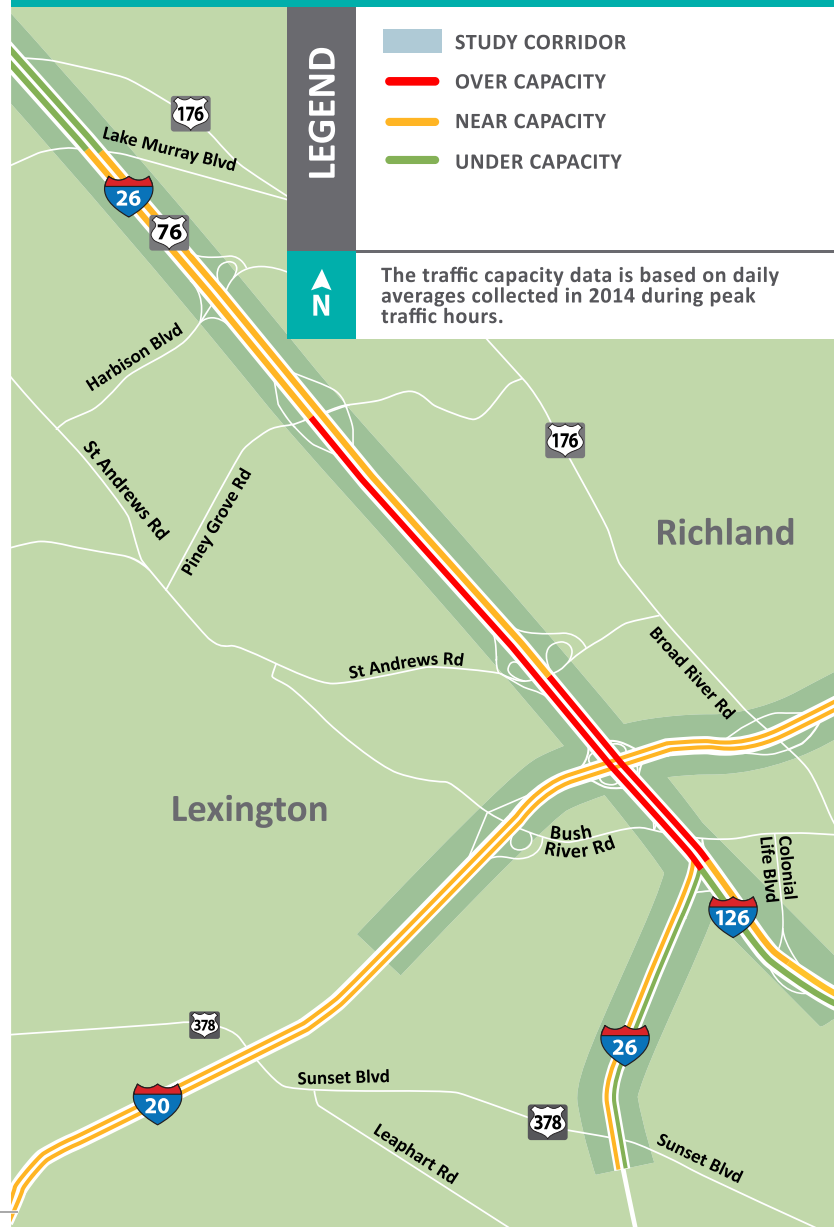 LEGEND
STUDY CORRIDOR
OVER CAPACITY
NEAR CAPACITY
UNDER CAPACITY
N
The traffic capacity data is based on daily
averages collected in 2014 during peak
traffic hours.
176
Lake Murray Blvd
26
76
Harbison Blvd
St Andrews Rd
Piney Grove Rd
176
Richland
St Andrews Rd
Broad River Rd
Lexington
Bush
River Rd
Colonial
Life Blvd
126
378
26
Sunset Blvd
20
378
Leaphart Rd
Sunset Blvd